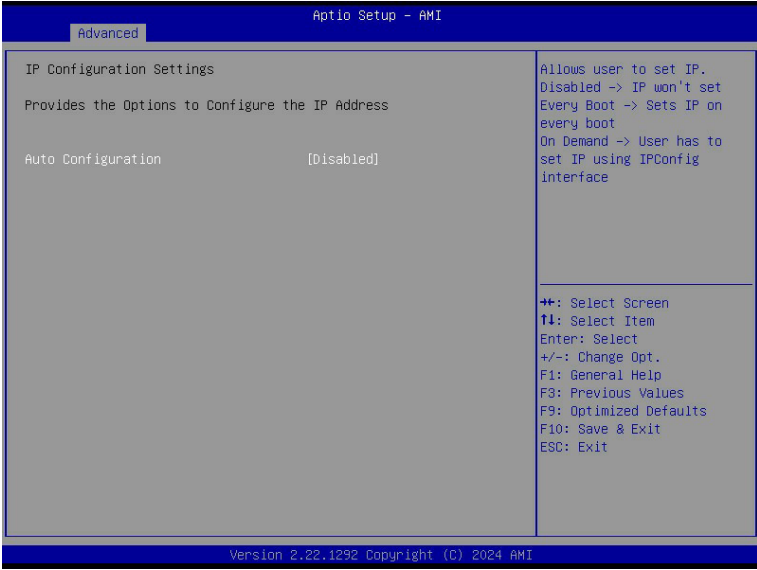 Aptio Setup – AMI
Advanced
IP Configuration Settings
Provides the Options to Configure the IP Address
Auto Configuration [Disabled]
Allows user to set IP.
Disabled -> IP won't set
Every Boot -> Sets IP on
every boot
On Demand -> User has to
set IP using IPConfig
interface
→←: Select Screen
↑↓: Select Item
Enter: Select
+/-: Change Opt.
F1: General Help
F3: Previous Values
F9: Optimized Defaults
F10: Save & Exit
ESC: Exit
Version 2.22.1292 Copyright (C) 2024 AMI